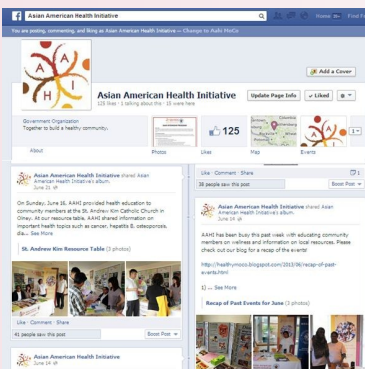 Asian American Health Initiative
Home
Find F
You are posting, commenting, and liking as Asian American Health Initiative — Change to Aahi MoCo
A
A
H
I
Add a Cover
Asian American Health Initiative
125 likes · 1 talking about this · 15 were here
Update Page Info
Liked
Government Organization
Together to build a healthy community.
About
Photos
125
Likes
Map
Events
1
Asian American Health Initiative shared Asian
American Health Initiative's album.
June 21
On Sunday, June 16, AAHI provided health education to
community members at the St. Andrew Kim Catholic Church in
Olney. At our resource table, AAHI shared information on
important health topics such as cancer, hepatitis B, osteoporosis,
dia... See More
St. Andrew Kim Resource Table (3 photos)
Like · Comment · Share
41 people saw this post
Boost Post
Asian American Health Initiative
June 14
Like · Comment · Share
1
38 people saw this post
Boost Post
Asian American Health Initiative shared Asian
American Health Initiative's album.
June 14
AAHI has been busy this past week with educating community
members on wellness and information on local resources. Please
check out our blog for a recap of the events!
http://healthymoco.blogspot.com/2013/06/recap-of-past-
events.html
1) ... See More
Recap of Past Events for June (3 photos)